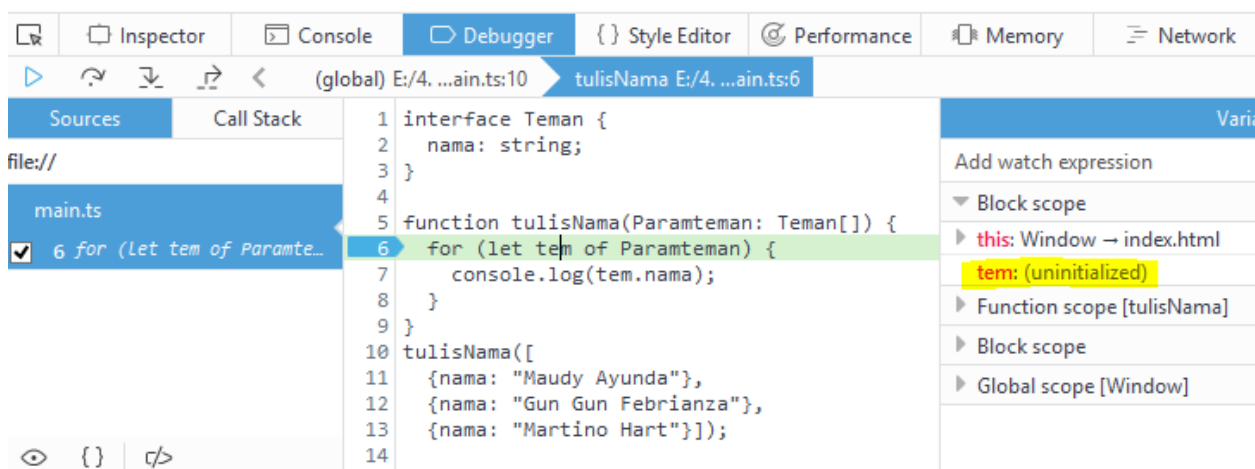 Inspector Console Debugger { } Style Editor Performance Memory Network
(global) E:/4. ...ain.ts:10 tulisNama E:/4. ...ain.ts:6
Sources Call Stack
file://
main.ts
6 for (let tem of Paramte...
1 interface Teman {
2 nama: string;
3 }
4
5 function tulisNama(Paramteman: Teman[]) {
6 for (let tem of Paramteman) {
7 console.log(tem.nama);
8 }
9 }
10 tulisNama([
11 {nama: "Maudy Ayunda"},
12 {nama: "Gun Gun Febrianza"},
13 {nama: "Martino Hart"}]);
14
Varia
Add watch expression
Block scope
this: Window → index.html
tem: (uninitialized)
Function scope [tulisNama]
Block scope
Global scope [Window]